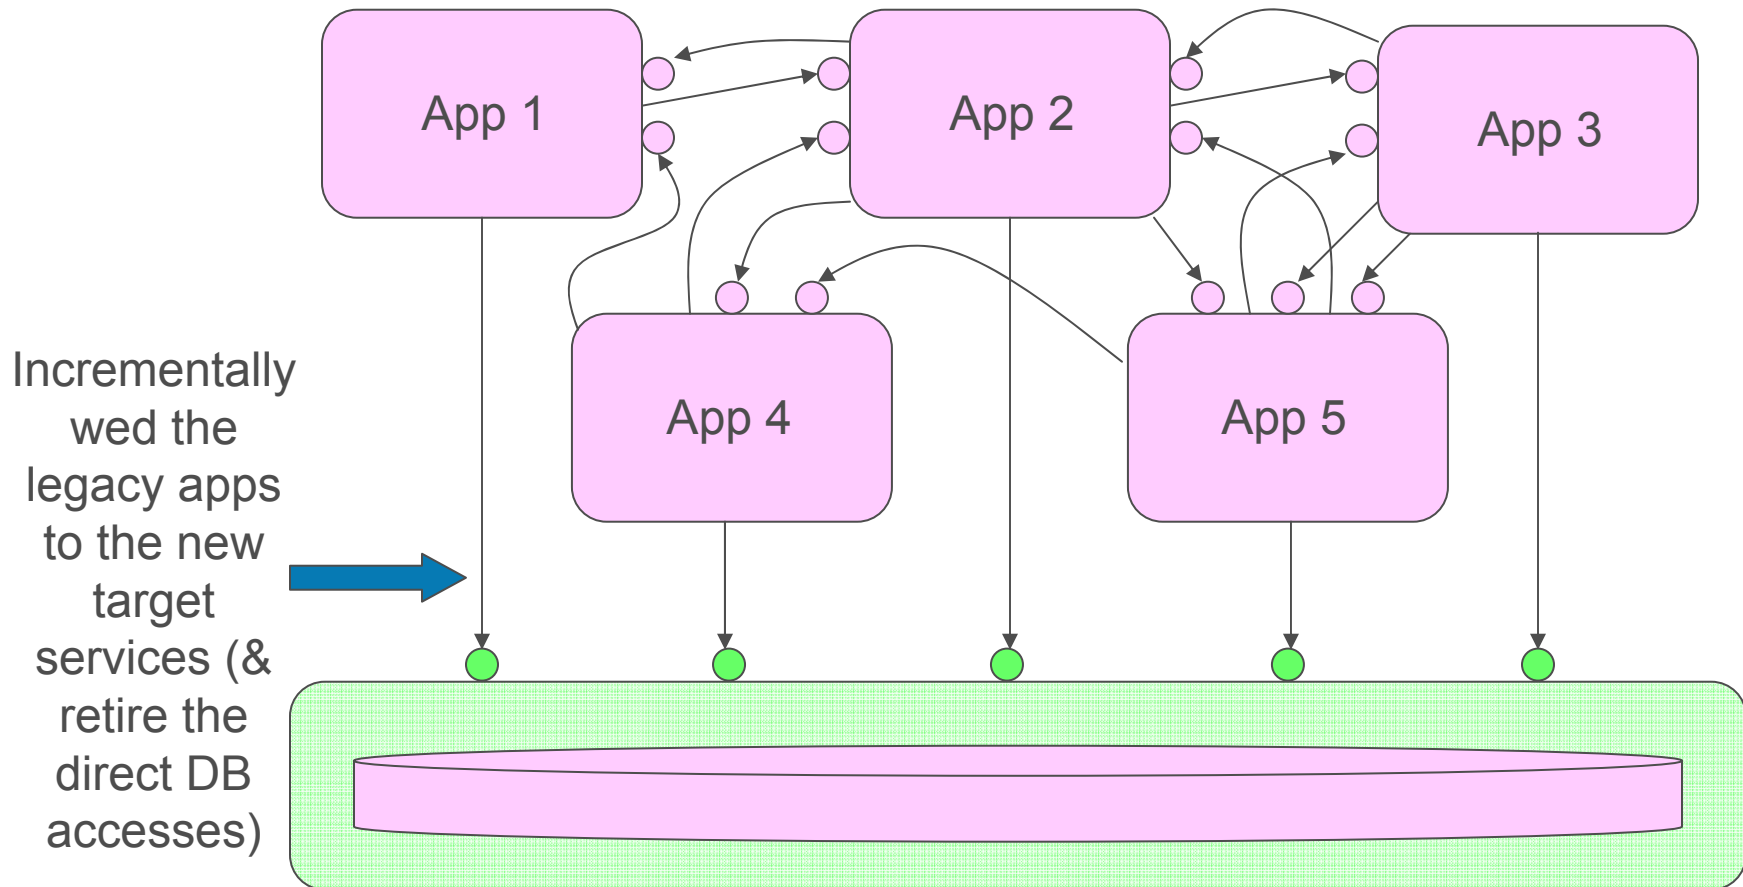 App 1
App 2
App 3
App 4
App 5
Incrementally
wed the
legacy apps
to the new
target
services (&
retire the
direct DB
accesses)